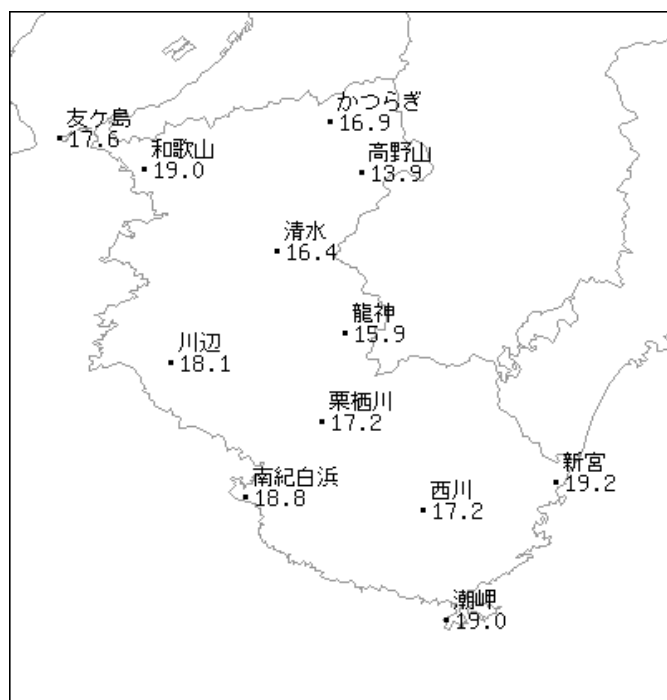 かつらぎ
16.9
友ケ島
17.6
和歌山
19.0
高野山
13.9
清水
16.4
龍神
15.9
川辺
18.1
栗栖川
17.2
新宮
19.2
南紀白浜
18.8
西川
17.2
潮岬
19.0